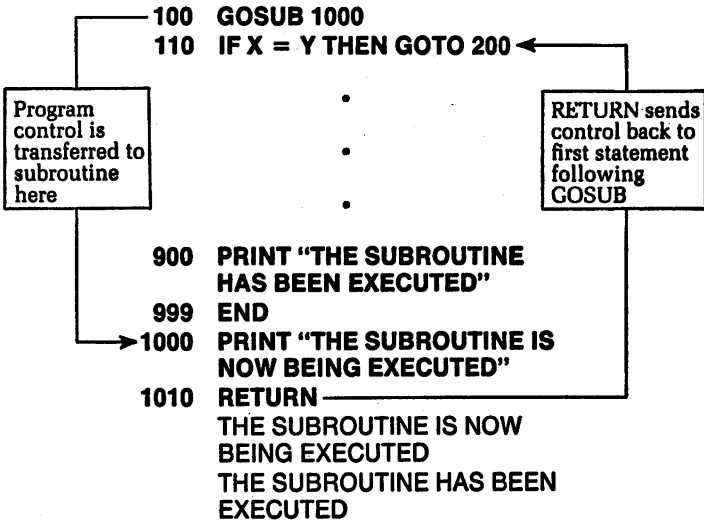 100 GOSUB 1000
110 IF X = Y THEN GOTO 200
Program
control is
transferred to
subroutine
here
RETURN sends
control back to
first statement
following
GOSUB
900 PRINT “THE SUBROUTINE
HAS BEEN EXECUTED”
999 END
1000 PRINT “THE SUBROUTINE IS
NOW BEING EXECUTED”
1010 RETURN
THE SUBROUTINE IS NOW
BEING EXECUTED
THE SUBROUTINE HAS BEEN
EXECUTED